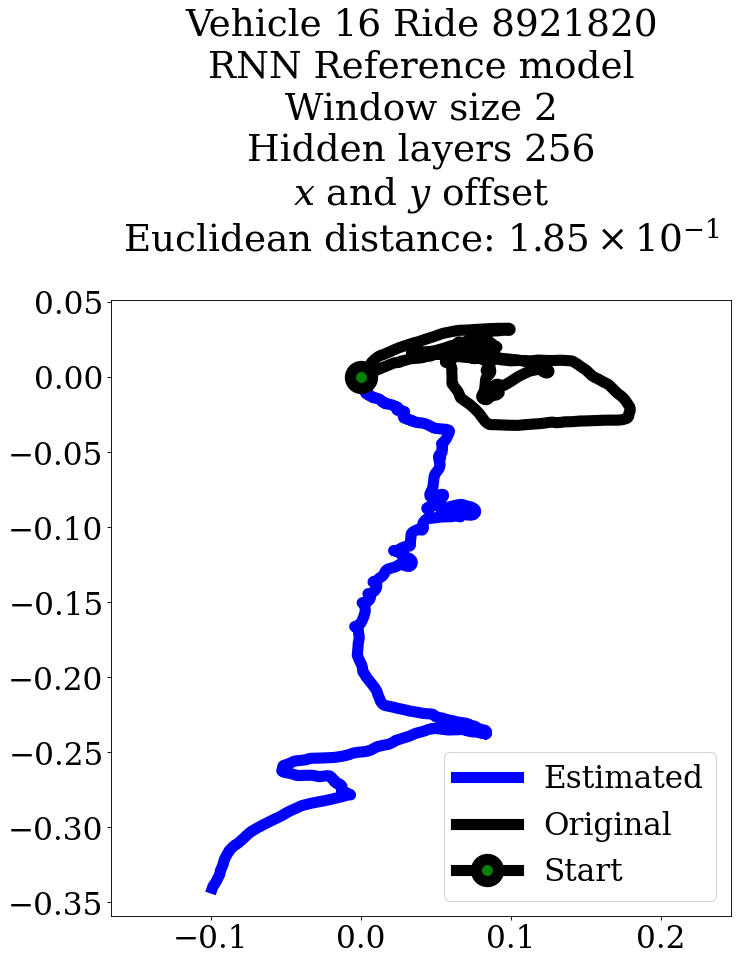 Vehicle 16 Ride 8921820
RNN Reference model
Window size 2
Hidden layers 256
x and y offset
Euclidean distance: 1.85 × 10⁻¹
0.05
0.00
−0.05
−0.10
−0.15
−0.20
−0.25
−0.30
−0.35
Estimated
Original
Start
−0.1
0.0
0.1
0.2